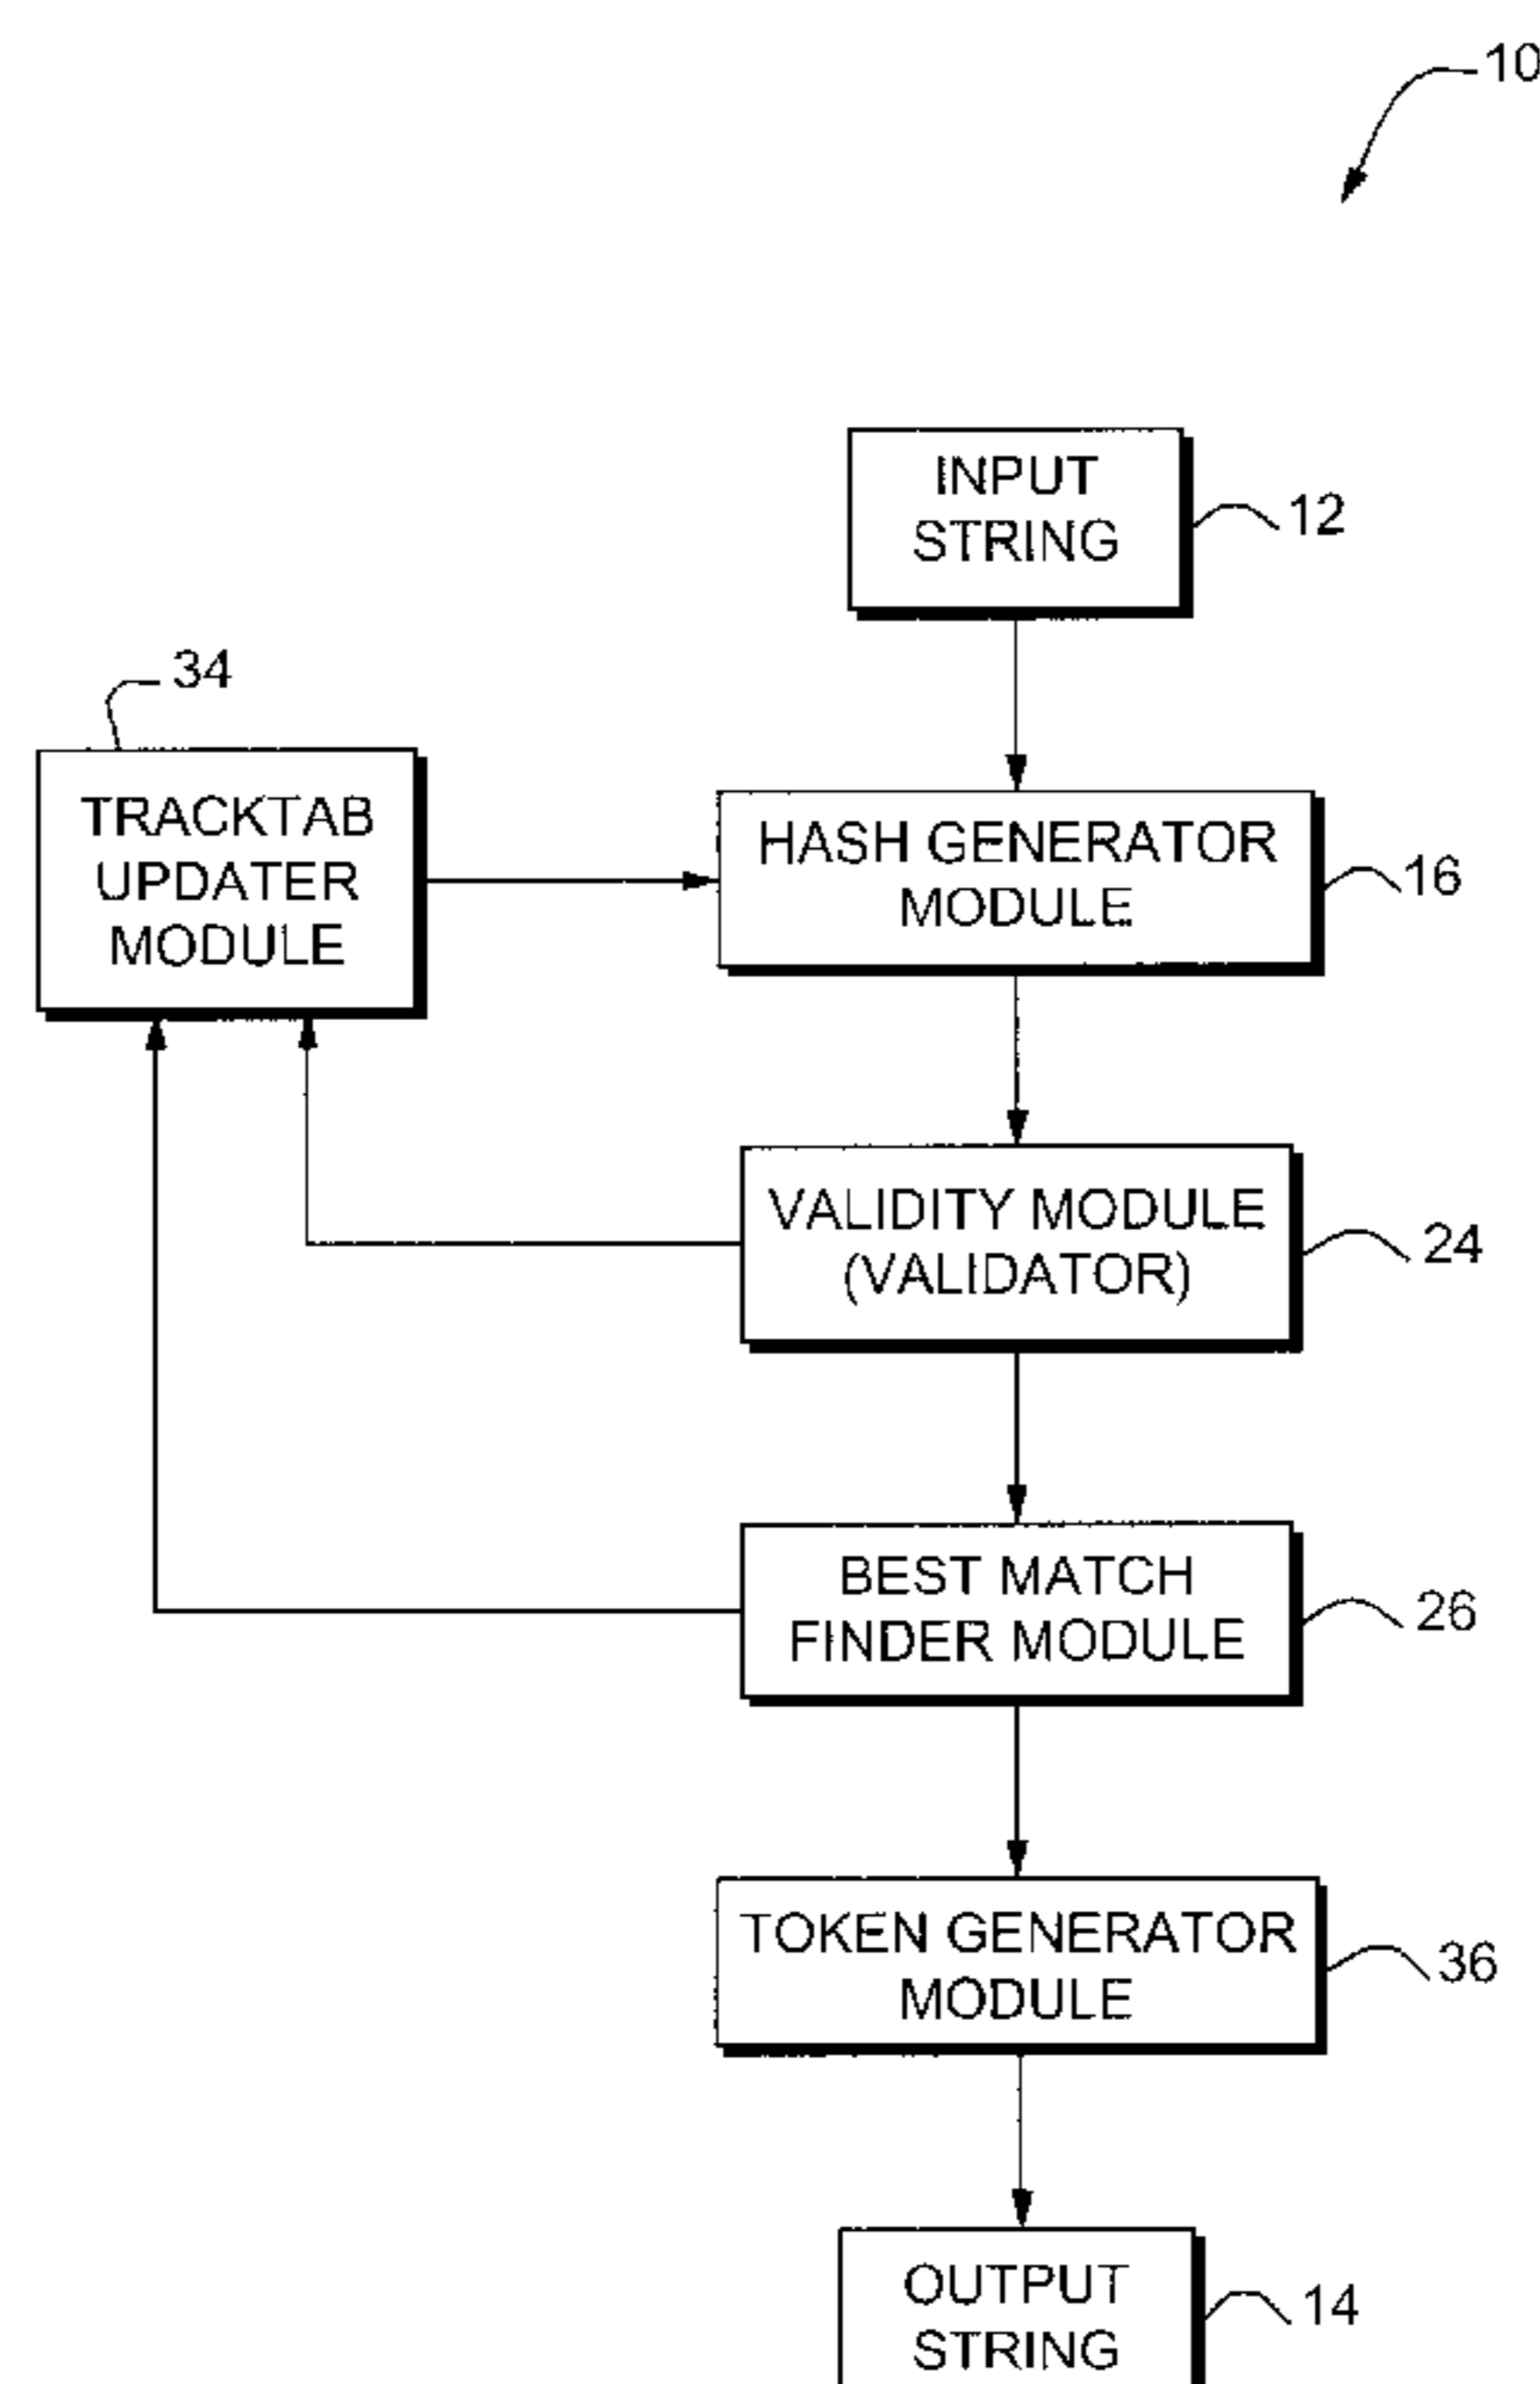 10
INPUT
STRING
12
34
TRACKTAB
UPDATER
MODULE
HASH GENERATOR
MODULE
16
VALIDITY MODULE
(VALIDATOR)
24
BEST MATCH
FINDER MODULE
26
TOKEN GENERATOR
MODULE
36
OUTPUT
STRING
14